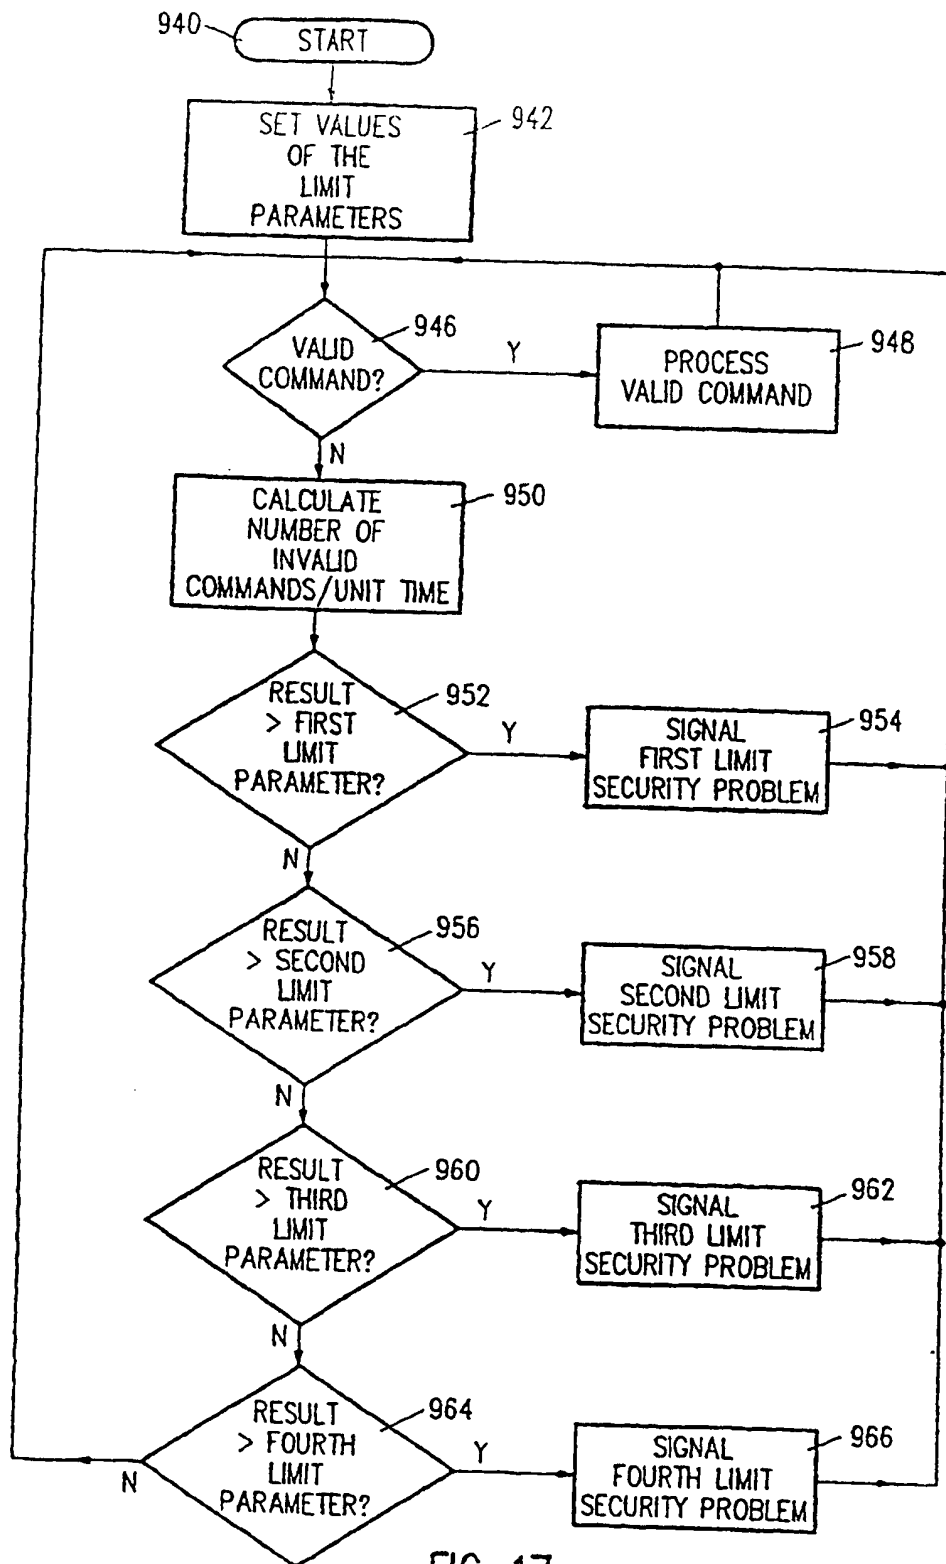 940
START
SET VALUES
OF THE
LIMIT
PARAMETERS
942
VALID
COMMAND?
946
Y
PROCESS
VALID COMMAND
948
N
CALCULATE
NUMBER OF
INVALID
COMMANDS/UNIT TIME
950
RESULT
> FIRST
LIMIT
PARAMETER?
952
Y
SIGNAL
FIRST LIMIT
SECURITY PROBLEM
954
N
RESULT
> SECOND
LIMIT
PARAMETER?
956
Y
SIGNAL
SECOND LIMIT
SECURITY PROBLEM
958
N
RESULT
> THIRD
LIMIT
PARAMETER?
960
Y
SIGNAL
THIRD LIMIT
SECURITY PROBLEM
962
N
RESULT
> FOURTH
LIMIT
PARAMETER?
964
N
Y
SIGNAL
FOURTH LIMIT
SECURITY PROBLEM
966
FIG. 17